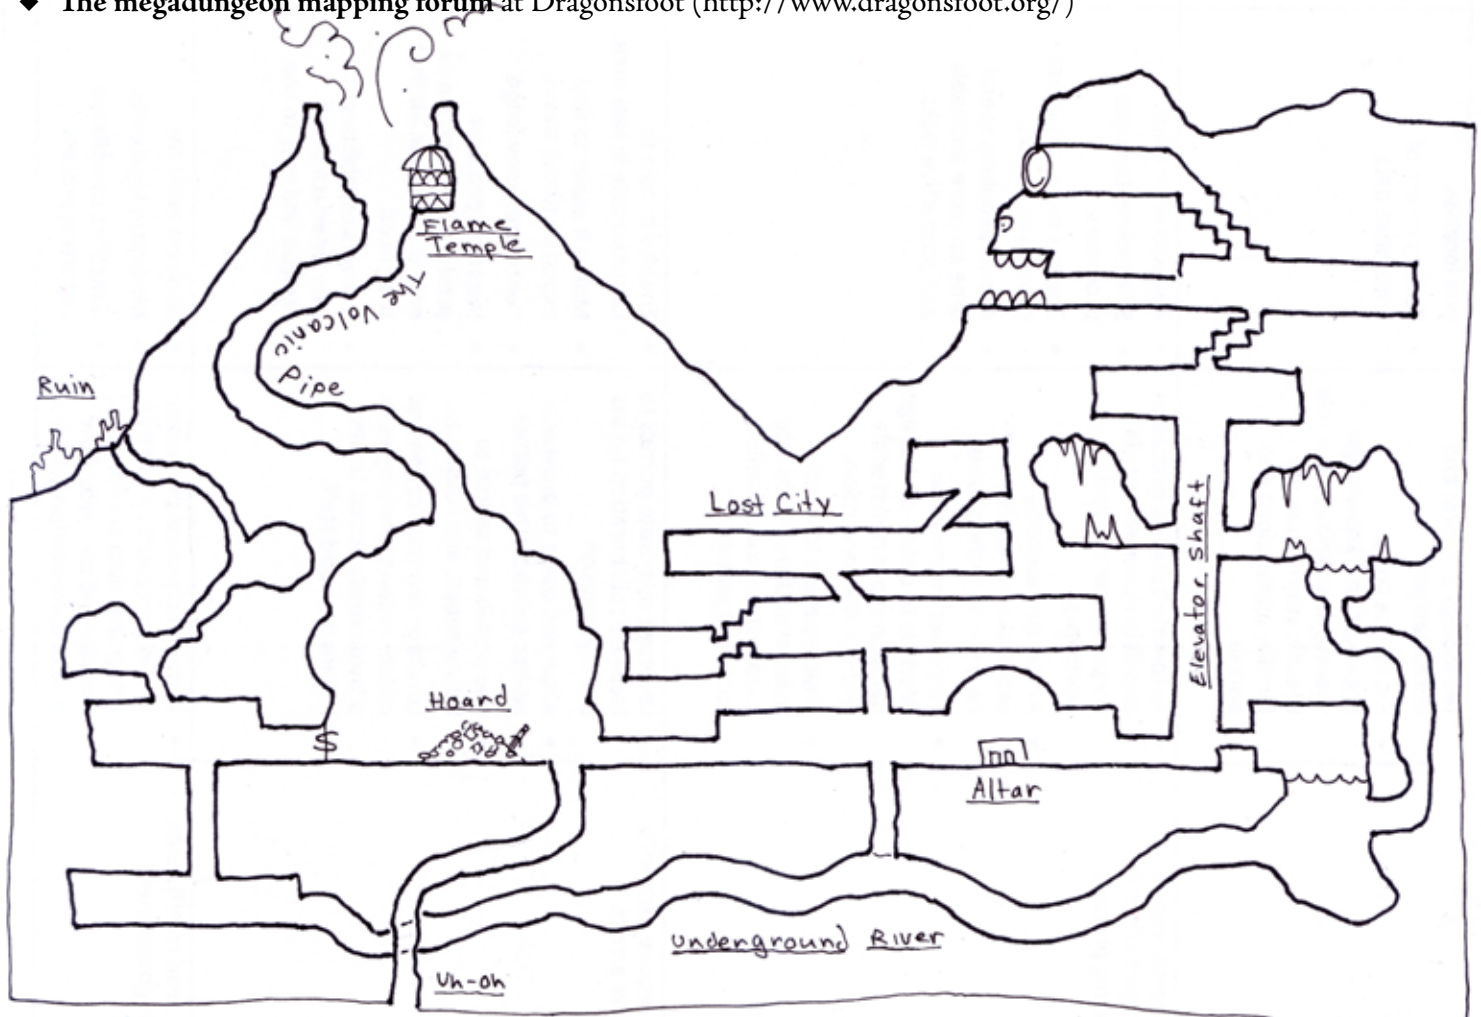 ◆ The megadungeon mapping forum at Dragonsfoot (http://www.dragonsfoot.org/)
Flame
Temple
The Volcanic
Pipe
Ruin
Lost City
Elevator Shaft
Hoard
$
Altar
Underground River
Uh-oh